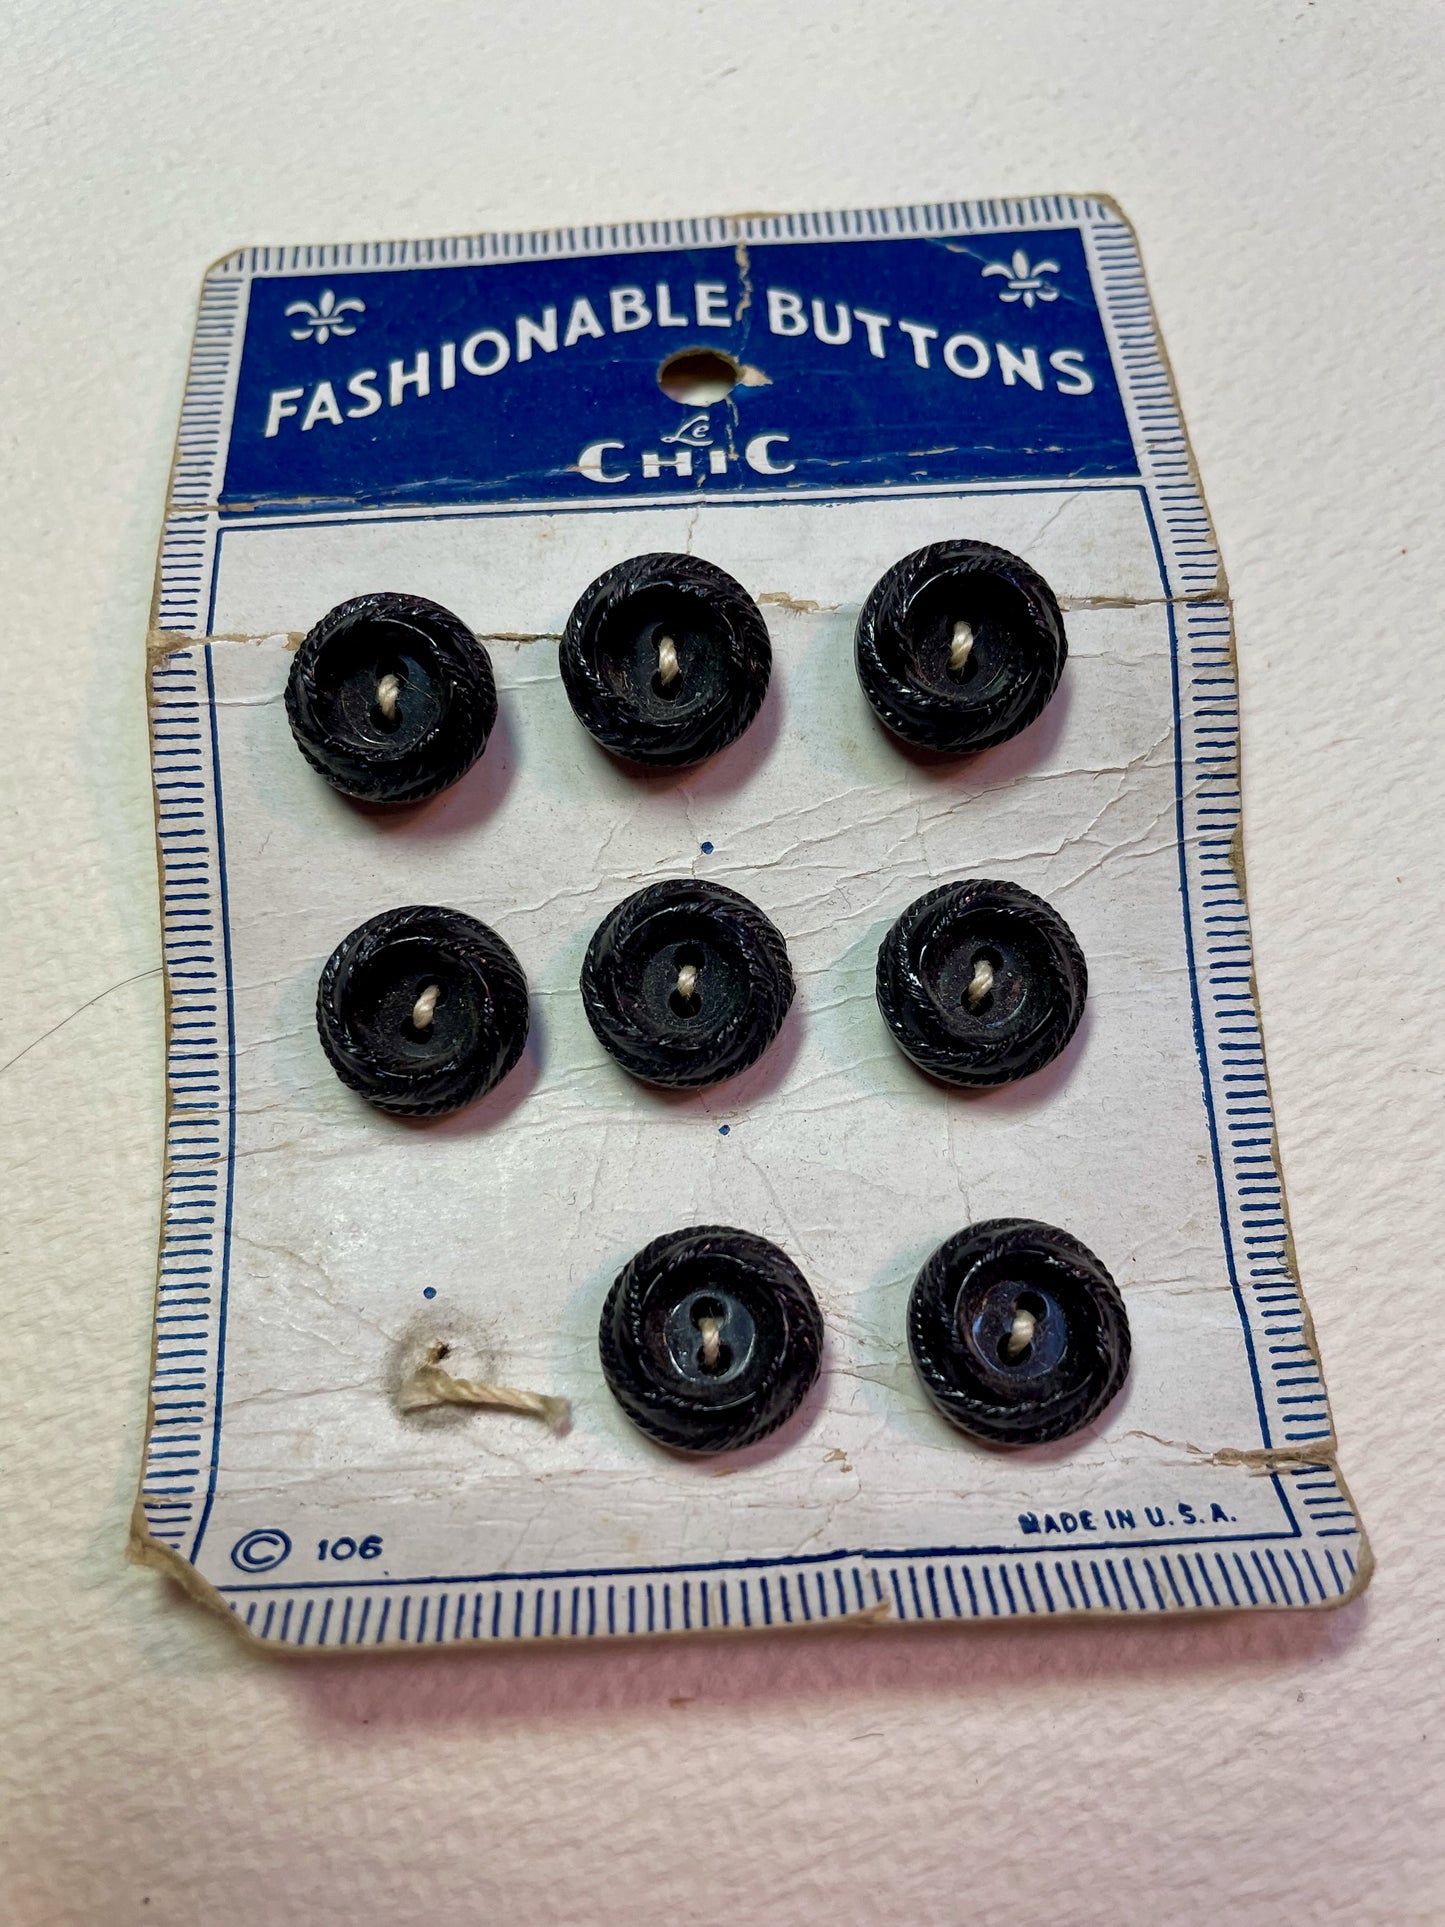 FASHIONABLE BUTTONS
Le
CHIC
© 106
MADE IN U.S.A.